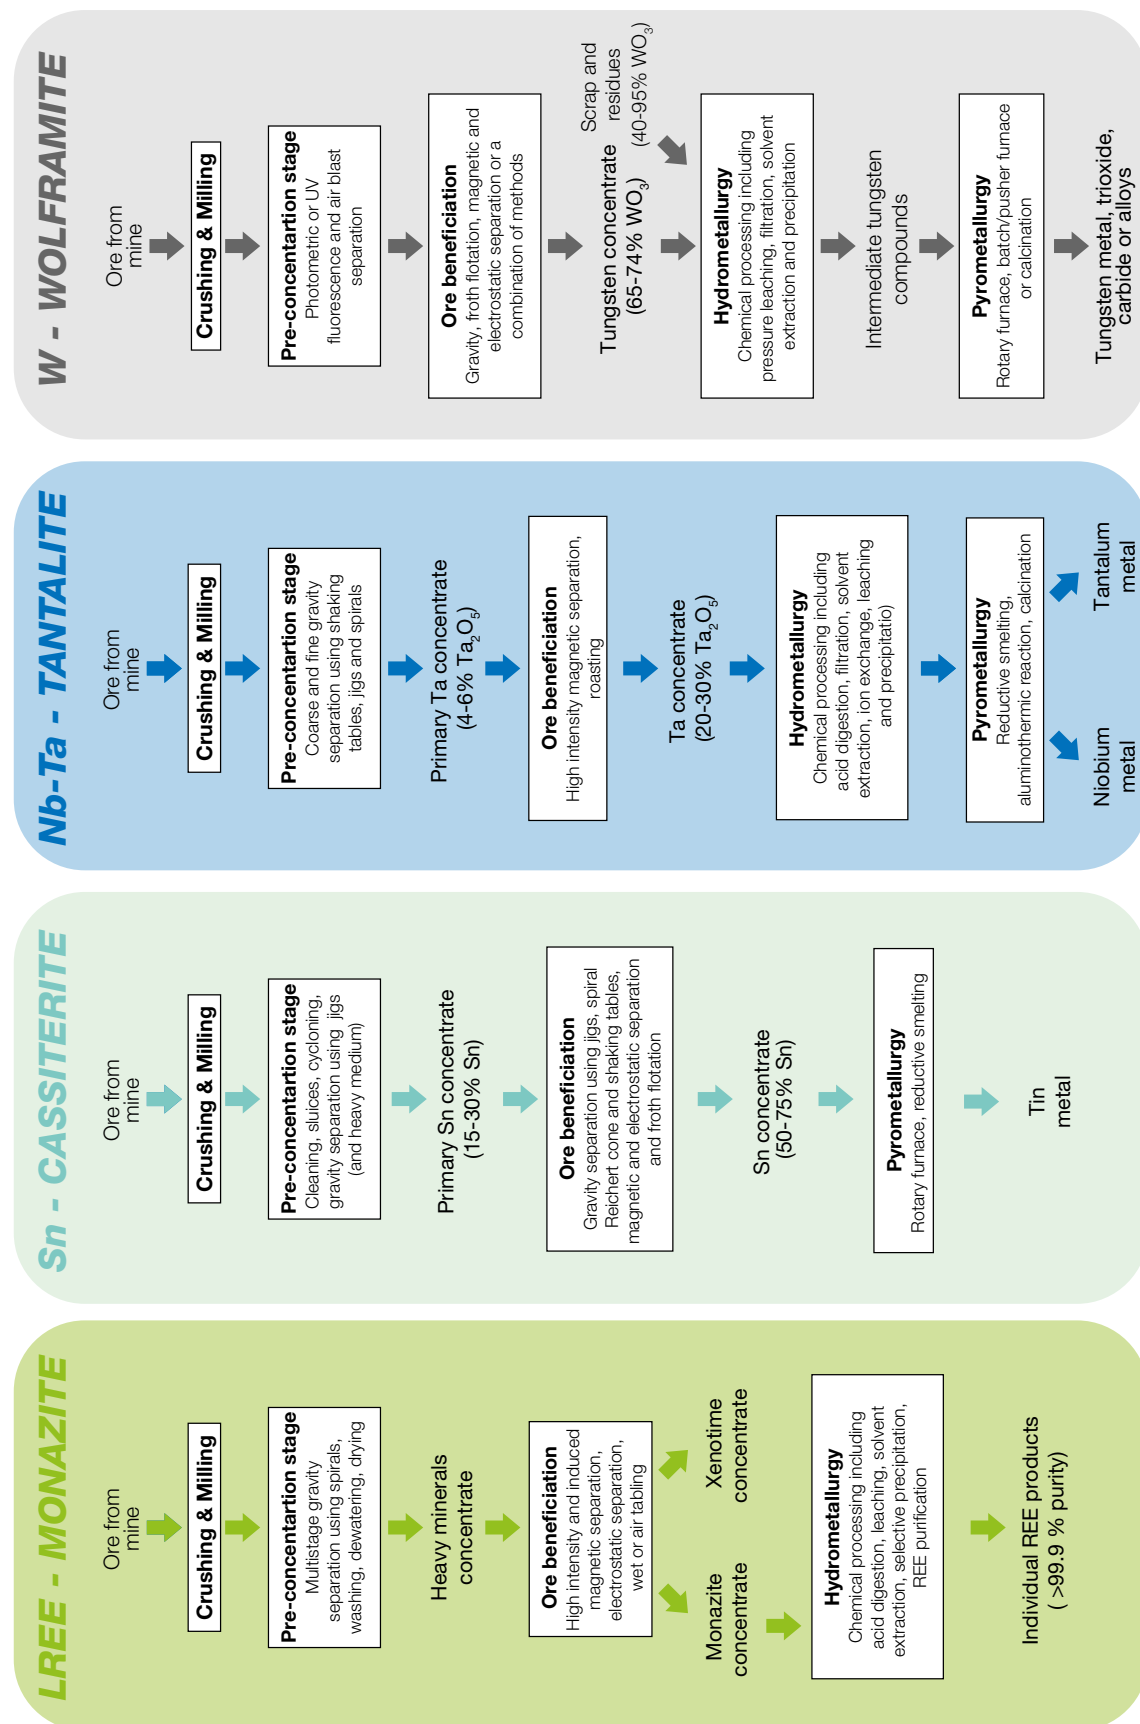 LREE - MONAZITE
Ore from
mine
Crushing & Milling
Pre-concentartion stage
Multistage gravity
separation using spirals,
washing, dewatering, drying
Heavy minerals
concentrate
Ore beneficiation
High intensity and induced
magnetic separation,
electrostatic separation,
wet or air tabling
Monazite
concentrate
Xenotime
concentrate
Hydrometallurgy
Chemical processing including
acid digestion, leaching, solvent
extraction, selective precipitation,
REE purification
Individual REE products
( >99.9 % purity)
Sn - CASSITERITE
Ore from
mine
Crushing & Milling
Pre-concentartion stage
Cleaning, sluices, cycloning,
gravity separation using jigs
(and heavy medium)
Primary Sn concentrate
(15-30% Sn)
Ore beneficiation
Gravity separation using jigs, spiral
Reichert cone and shaking tables,
magnetic and electrostatic separation
and froth flotation
Sn concentrate
(50-75% Sn)
Pyrometallurgy
Rotary furnace, reductive smelting
Tin
metal
Nb-Ta - TANTALITE
Ore from
mine
Crushing & Milling
Pre-concentartion stage
Coarse and fine gravity
separation using shaking
tables, jigs and spirals
Primary Ta concentrate
(4-6% Ta₂O₅)
Ore beneficiation
High intensity magnetic separation,
roasting
Ta concentrate
(20-30% Ta₂O₅)
Hydrometallurgy
Chemical processing including
acid digestion, filtration, solvent
extraction, ion exchange, leaching
and precipitatio)
Pyrometallurgy
Reductive smelting,
aluminothermic reaction, calcination
Niobium
metal
Tantalum
metal
W - WOLFRAMITE
Ore from
mine
Crushing & Milling
Pre-concentartion stage
Photometric or UV
fluorescence and air blast
separation
Ore beneficiation
Gravity, froth flotation, magnetic and
electrostatic separation or a
combination of methods
Tungsten concentrate
(65-74% WO₃)
Scrap and
residues
(40-95% WO₃)
Hydrometallurgy
Chemical processing including
pressure leaching, filtration, solvent
extraction and precipitation
Intermediate tungsten
compounds
Pyrometallurgy
Rotary furnace, batch/pusher furnace
or calcination
Tungsten metal, trioxide,
carbide or alloys